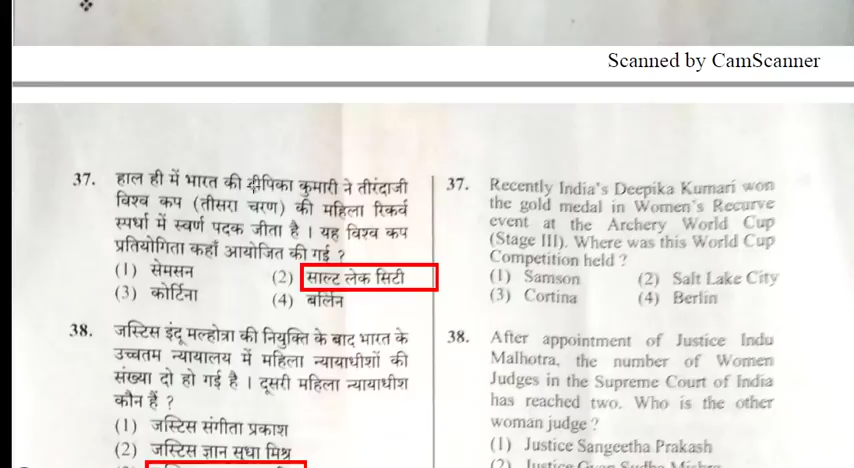 Scanned by CamScanner
37. हाल ही में भारत की दीपिका कुमारी ने तीरंदाजी
विश्व कप (तीसरा चरण) की महिला रिकर्व
स्पर्धा में स्वर्ण पदक जीता है । यह विश्व कप
प्रतियोगिता कहाँ आयोजित की गई ?
(1) सेमसन
(2) साल्ट लेक सिटी
(3) कोर्टिना
(4) बर्लिन
38. जस्टिस इंदू मल्होत्रा की नियुक्ति के बाद भारत के
उच्चतम न्यायालय में महिला न्यायाधीशों की
संख्या दो हो गई है । दूसरी महिला न्यायाधीश
कौन हैं ?
(1) जस्टिस संगीता प्रकाश
(2) जस्टिस ज्ञान सुधा मिश्र
37. Recently India's Deepika Kumari won
the gold medal in Women's Recurve
event at the Archery World Cup
(Stage III). Where was this World Cup
Competition held ?
(1) Samson
(2) Salt Lake City
(3) Cortina
(4) Berlin
38. After appointment of Justice Indu
Malhotra, the number of Women
Judges in the Supreme Court of India
has reached two. Who is the other
woman judge ?
(1) Justice Sangeetha Prakash